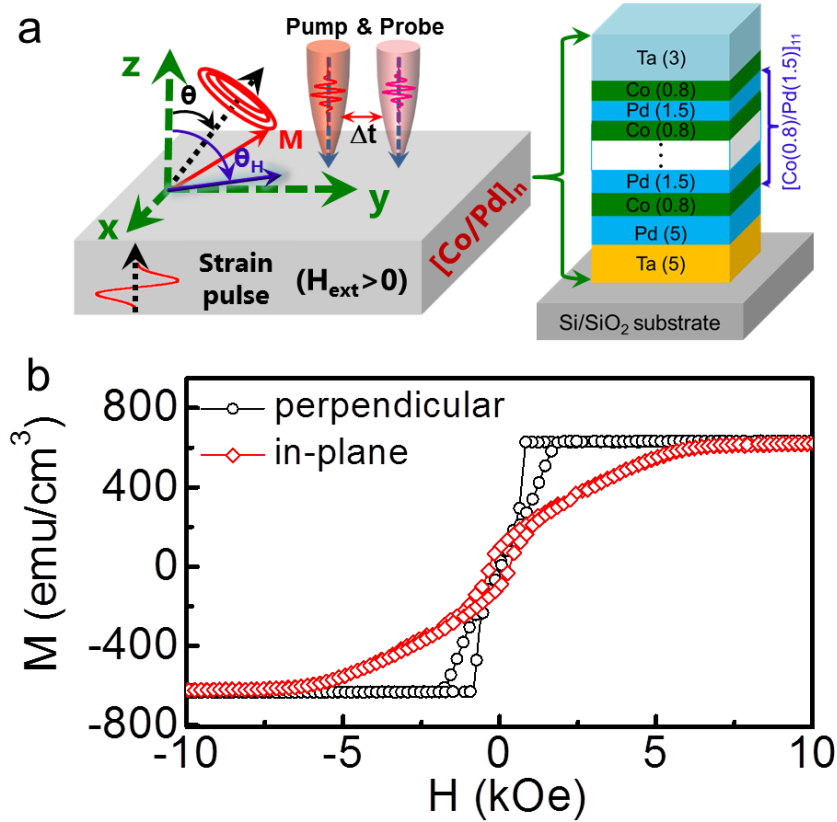 a
Pump & Probe
Δt
z
θ
M
θH
y
x
[Co/Pd]n
Strain
pulse
(Hext>0)
Ta (3)
Co (0.8)
Pd (1.5)
Co (0.8)
⋮
Pd (1.5)
Co (0.8)
Pd (5)
Ta (5)
Si/SiO2 substrate
[Co(0.8)/Pd(1.5)]11
b
perpendicular
in-plane
M (emu/cm³)
800
400
0
-400
-800
-10 -5 0 5 10
H (kOe)